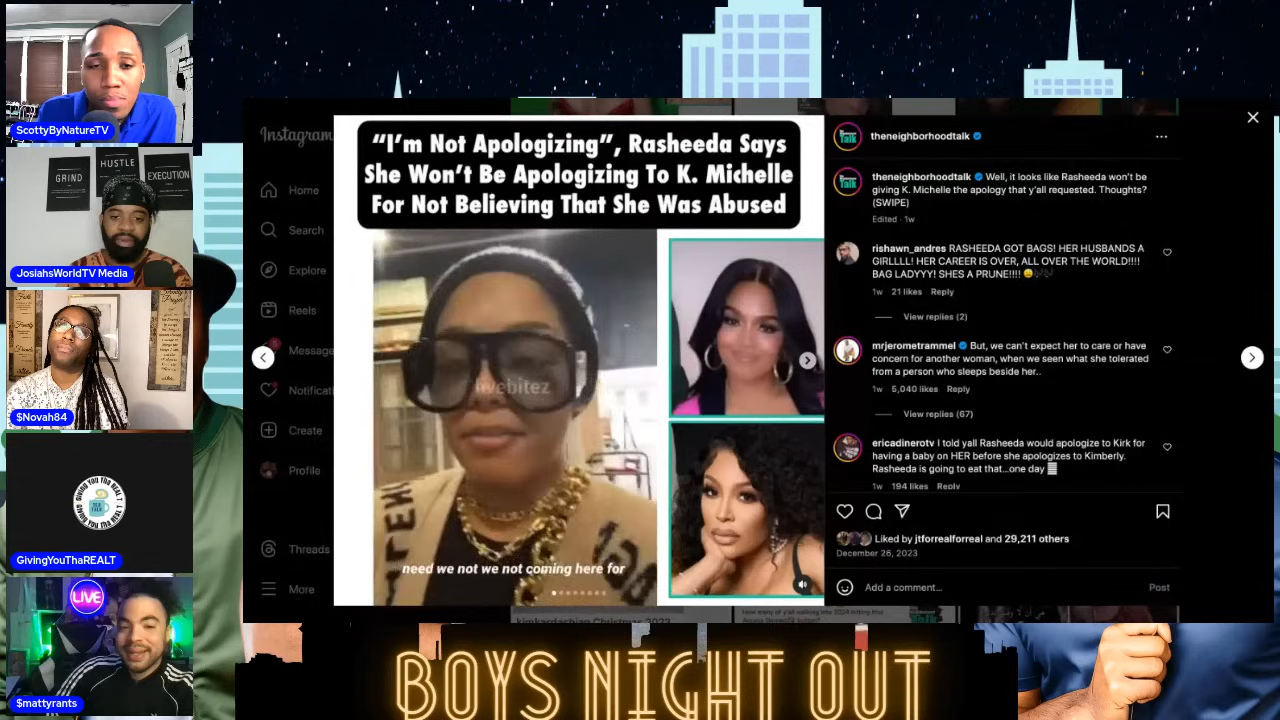 ScottyByNatureTV
GRIND
HUSTLE
EXECUTION
JosiahsWorldTV Media
$Novah84
GivingYouThaREALT
LIVE
$mattyrants
Instagram
Home
Search
Explore
Reels
Message
Notificati
Create
Profile
Threads
More
“I’m Not Apologizing”, Rasheeda Says
She Won’t Be Apologizing To K. Michelle
For Not Believing That She Was Abused
livebitez
need we not we not coming here for
theneighborhoodtalk
theneighborhoodtalk Well, it looks like Rasheeda won't be
giving K. Michelle the apology that y'all requested. Thoughts?
(SWIPE)
Edited · 1w
rishawn_andres RASHEEDA GOT BAGS! HER HUSBANDS A
GIRLLLL! HER CAREER IS OVER, ALL OVER THE WORLD!!!!
BAG LADYYY! SHES A PRUNE!!!! 😩🎶🎶
1w 21 likes Reply
View replies (2)
mrjerometrammel But, we can't expect her to care or have
concern for another woman, when we seen what she tolerated
from a person who sleeps beside her..
1w 5,040 likes Reply
View replies (67)
ericadinerotv I told yall Rasheeda would apologize to Kirk for
having a baby on HER before she apologizes to Kimberly.
Rasheeda is going to eat that...one day
1w 194 likes Reply
Liked by jtforrealforreal and 29,211 others
December 26, 2023
Add a comment...
Post
BOYS NIGHT OUT